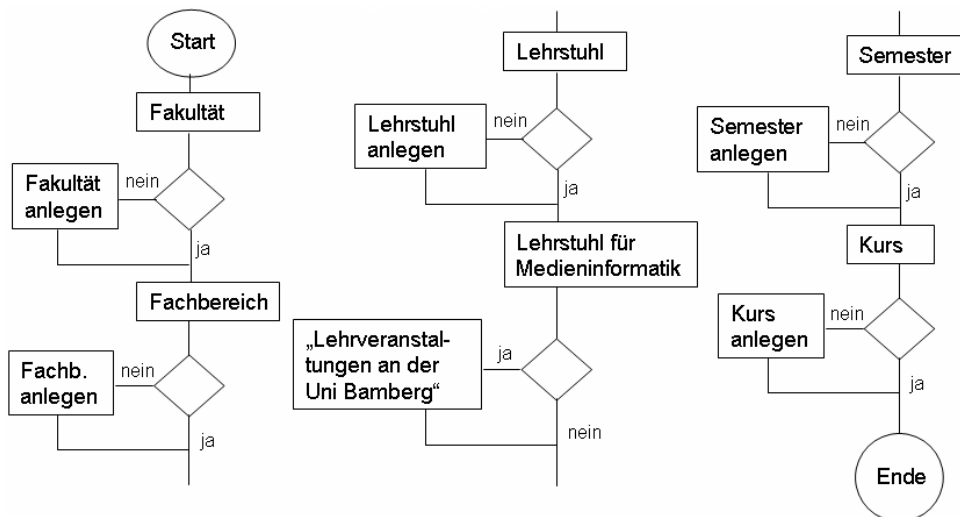 Start
Fakultät
Fakultät
anlegen
nein
ja
Fachbereich
Fachb.
anlegen
nein
ja
Lehrstuhl
Lehrstuhl
anlegen
nein
ja
Lehrstuhl für
Medieninformatik
„Lehrveranstal-
tungen an der
Uni Bamberg“
ja
nein
Semester
Semester
anlegen
nein
ja
Kurs
Kurs
anlegen
nein
ja
Ende